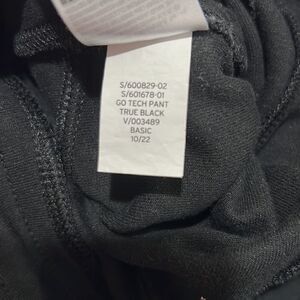 S/600829-02
S/601678-01
GO TECH PANT
TRUE BLACK
V/003489
BASIC
10/22